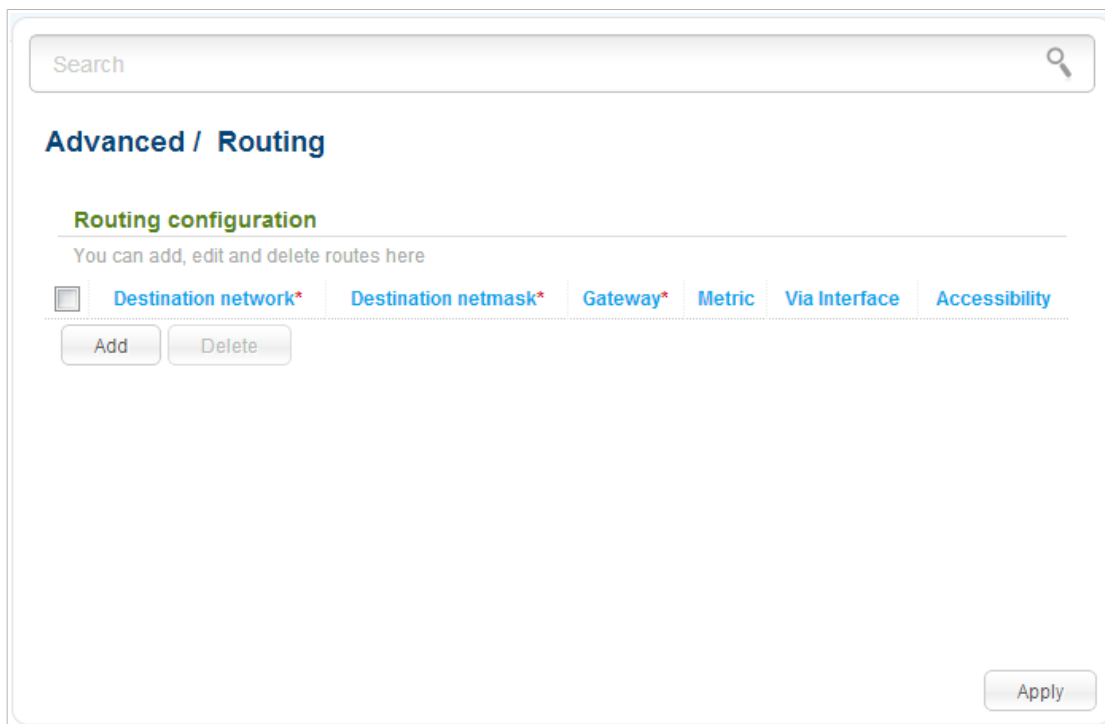 Search
Advanced / Routing
Routing configuration
You can add, edit and delete routes here
Destination network* Destination netmask* Gateway* Metric Via Interface Accessibility
Add Delete
Apply